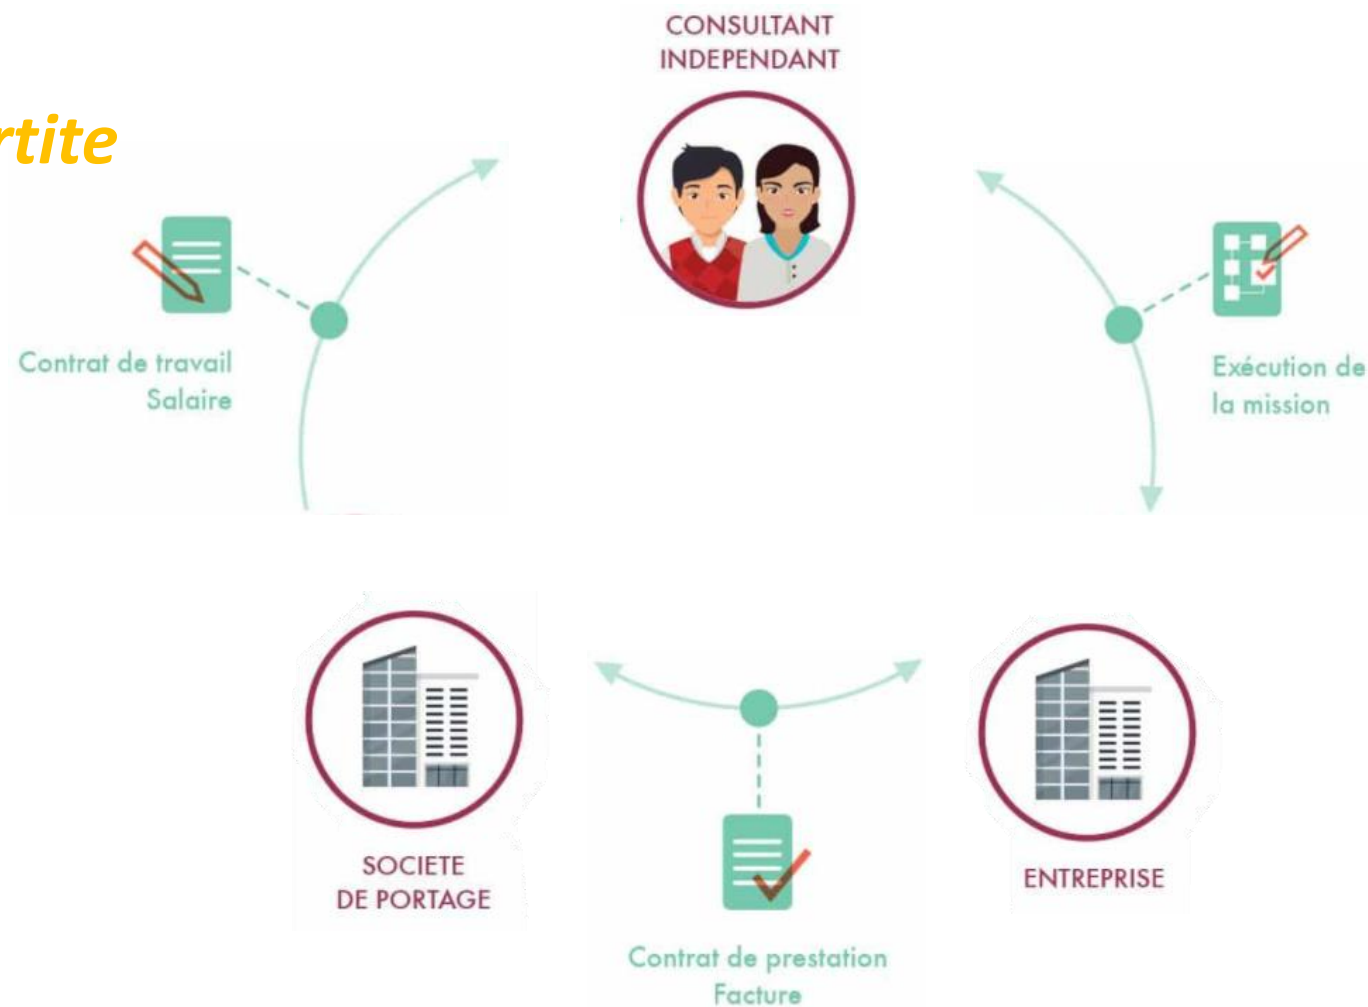 CONSULTANT
INDEPENDANT
rtite
Contrat de travail
Salaire
Exécution de
la mission
SOCIETE
DE PORTAGE
ENTREPRISE
Contrat de prestation
Facture